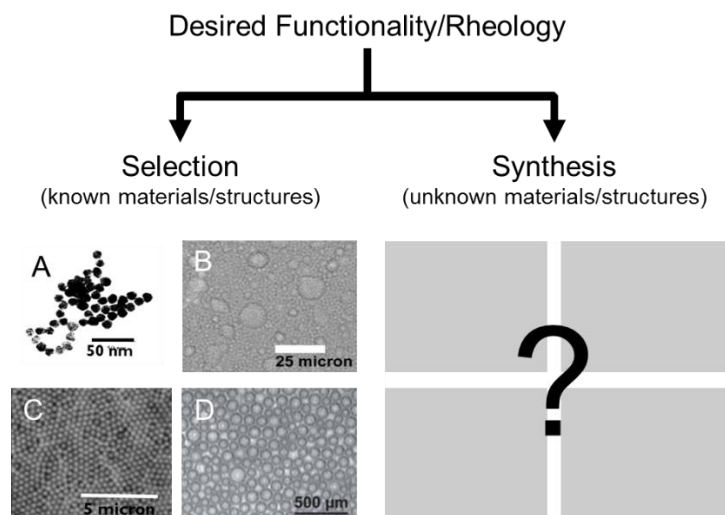 Desired Functionality/Rheology
Selection
(known materials/structures)
Synthesis
(unknown materials/structures)
A
50 nm
B
25 micron
C
5 micron
D
500 µm
?